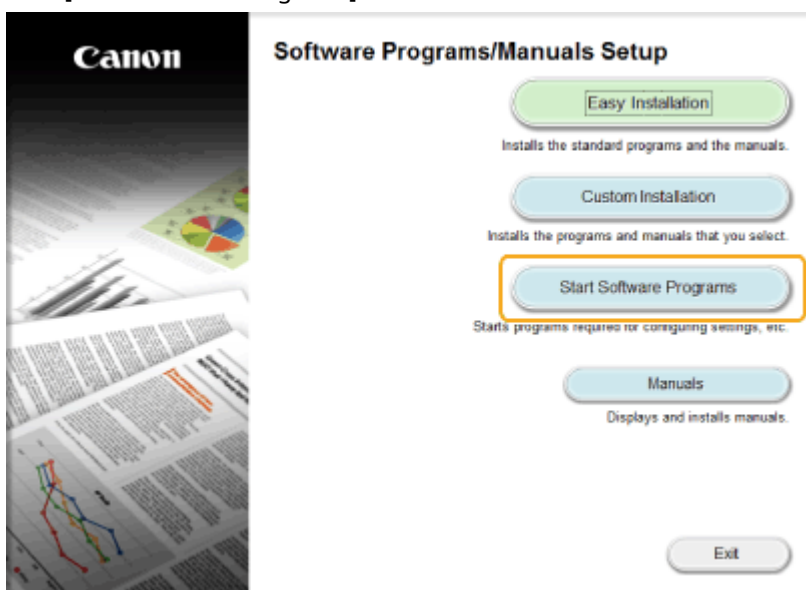 Canon
Software Programs/Manuals Setup
Easy Installation
Installs the standard programs and the manuals.
Custom Installation
Installs the programs and manuals that you select.
Start Software Programs
Starts programs required for configuring settings, etc.
Manuals
Displays and installs manuals.
Exit